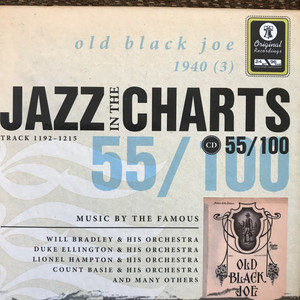 old black joe
1940 (3)
Original
Recordings
JAZZ IN THE CHARTS
TRACK 1192-1215
CD 55/100
55/100
MUSIC BY THE FAMOUS
WILL BRADLEY & HIS ORCHESTRA
DUKE ELLINGTON & HIS ORCHESTRA
LIONEL HAMPTON & HIS ORCHESTRA
COUNT BASIE & HIS ORCHESTRA
AND MANY OTHERS
OLD
BLACK
JOE